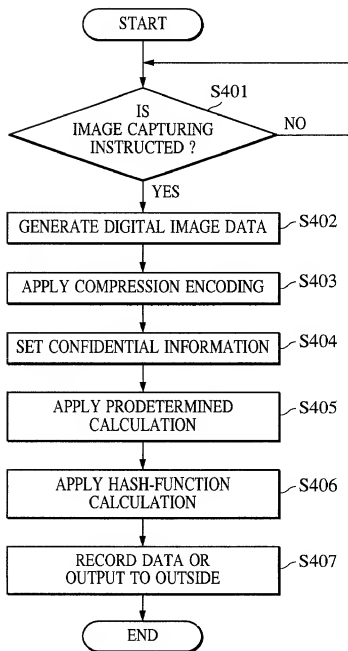 START
S401
IS
IMAGE CAPTURING
INSTRUCTED ?
NO
YES
GENERATE DIGITAL IMAGE DATA
S402
APPLY COMPRESSION ENCODING
S403
SET CONFIDENTIAL INFORMATION
S404
APPLY PRODETERMINED
CALCULATION
S405
APPLY HASH-FUNCTION
CALCULATION
S406
RECORD DATA OR
OUTPUT TO OUTSIDE
S407
END